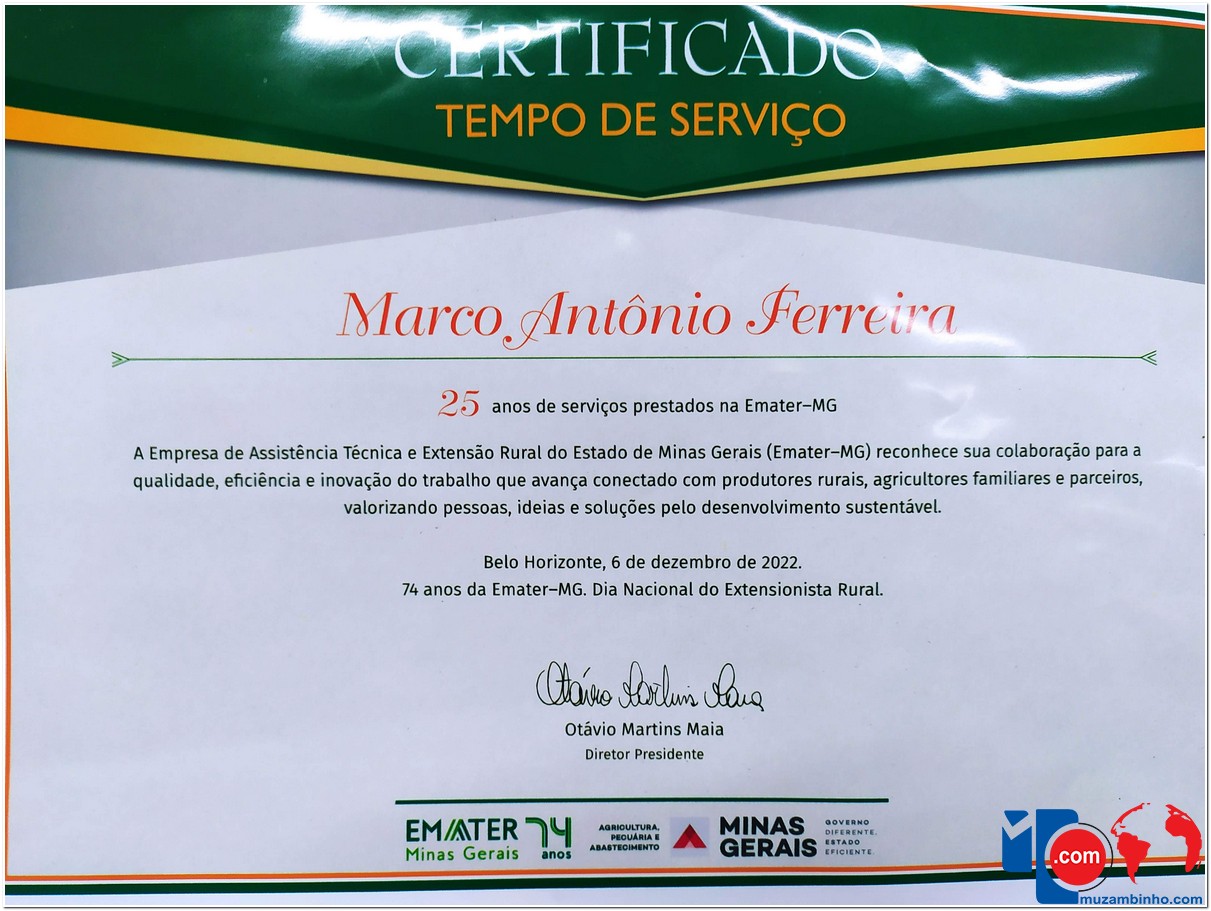 CERTIFICADO
TEMPO DE SERVIÇO
Marco Antônio Ferreira
25 anos de serviços prestados na Emater–MG
A Empresa de Assistência Técnica e Extensão Rural do Estado de Minas Gerais (Emater–MG) reconhece sua colaboração para a
qualidade, eficiência e inovação do trabalho que avança conectado com produtores rurais, agricultores familiares e parceiros,
valorizando pessoas, ideias e soluções pelo desenvolvimento sustentável.
Belo Horizonte, 6 de dezembro de 2022.
74 anos da Emater–MG. Dia Nacional do Extensionista Rural.
Otávio Martins Maia
Otávio Martins Maia
Diretor Presidente
EMATER
Minas Gerais
74
anos
AGRICULTURA,
PECUÁRIA E
ABASTECIMENTO
MINAS
GERAIS
GOVERNO
DIFERENTE.
ESTADO
EFICIENTE.
.com
muzambinho.com